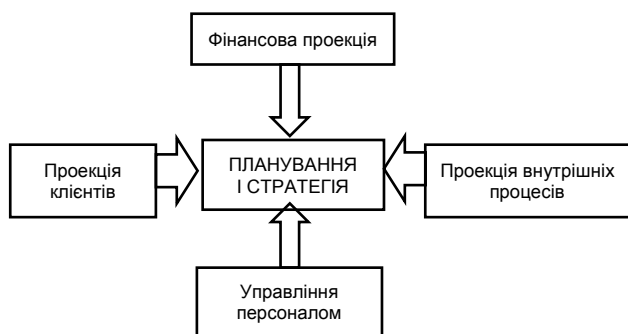 Фінансова проекція
Проекція
клієнтів
ПЛАНУВАННЯ
І СТРАТЕГІЯ
Проекція внутрішніх
процесів
Управління
персоналом